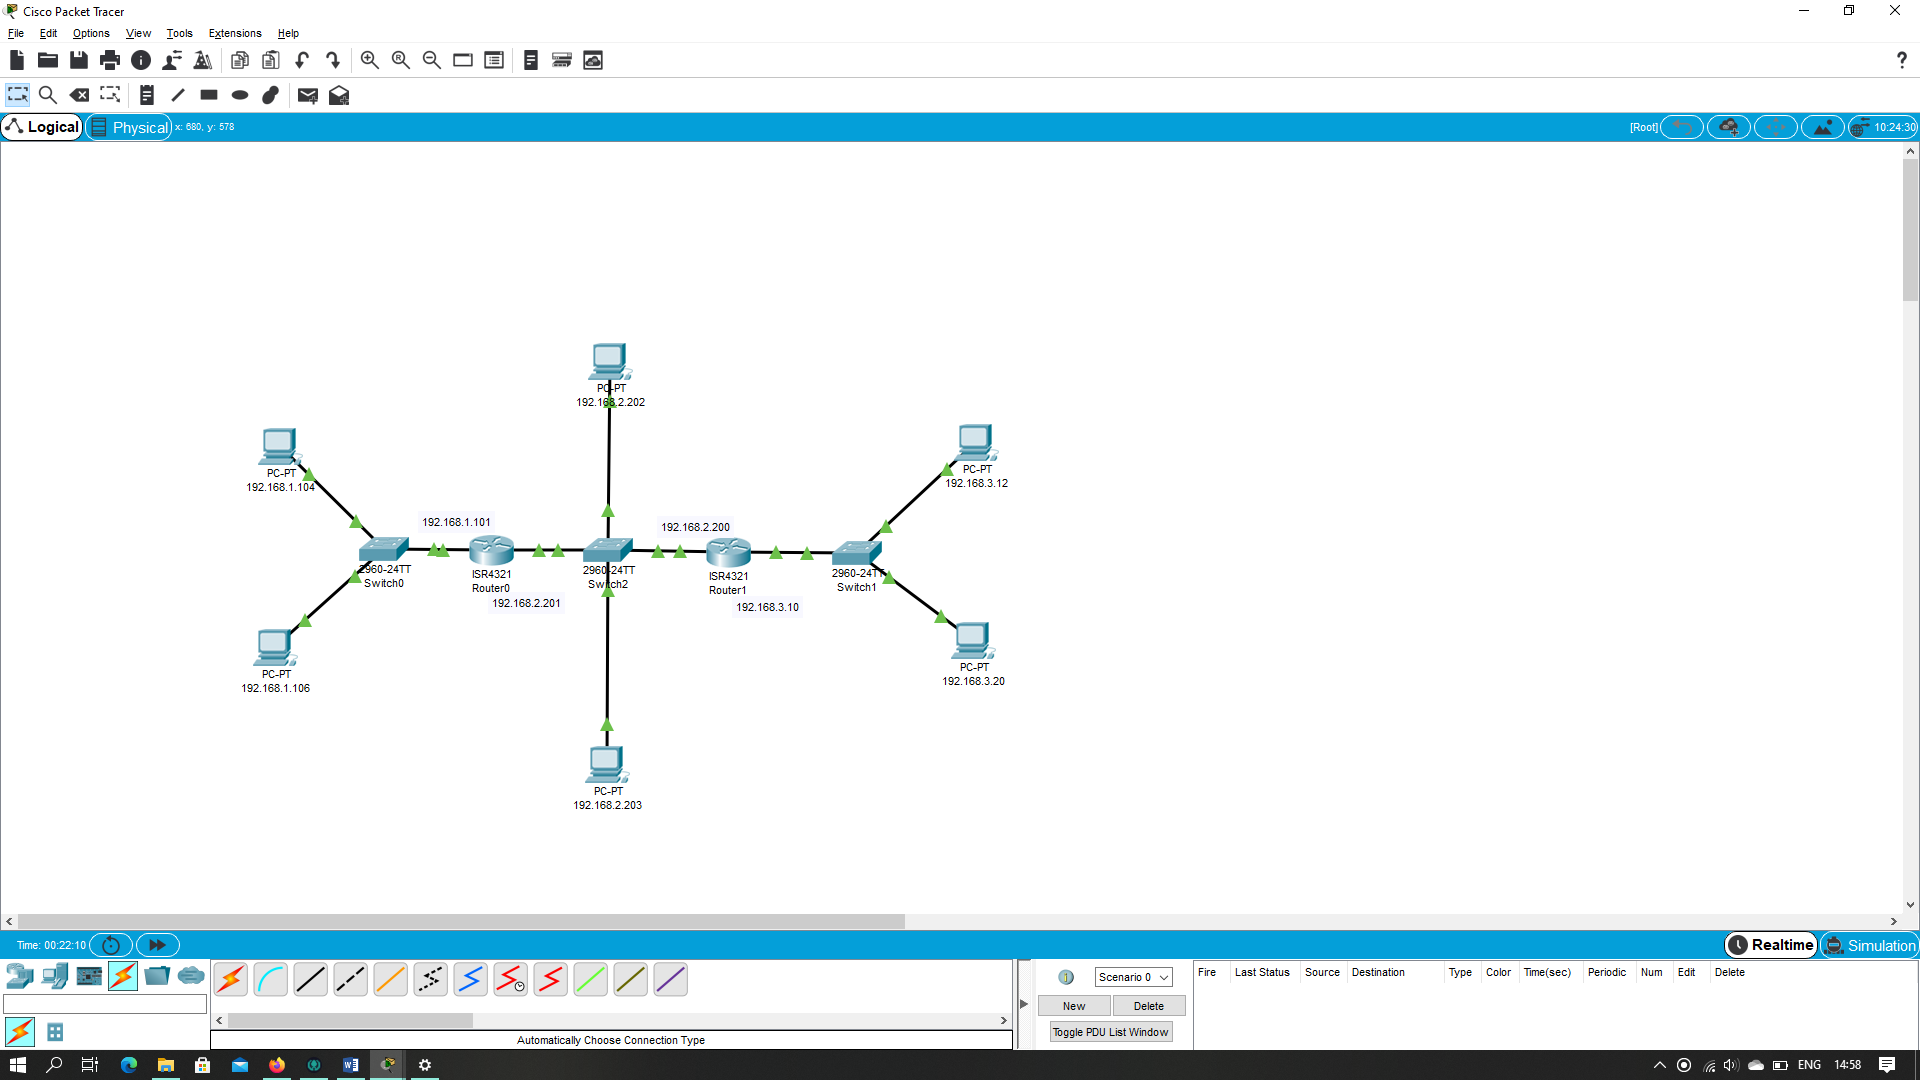 Cisco Packet Tracer
File Edit Options View Tools Extensions Help
?
Logical Physical x: 680, y: 578 [Root] 10:24:30
PC-PT
192.168.2.202
PC-PT
192.168.1.104
PC-PT
192.168.3.12
192.168.1.101
192.168.2.200
2960-24TT
Switch0
ISR4321
Router0
192.168.2.201
2960-24TT
Switch2
ISR4321
Router1
192.168.3.10
2960-24TT
Switch1
PC-PT
192.168.1.106
PC-PT
192.168.3.20
PC-PT
192.168.2.203
Time: 00:22:10 Realtime Simulation
Scenario 0
New Delete
Toggle PDU List Window
Fire Last Status Source Destination Type Color Time(sec) Periodic Num Edit Delete
Automatically Choose Connection Type
ENG 14:58